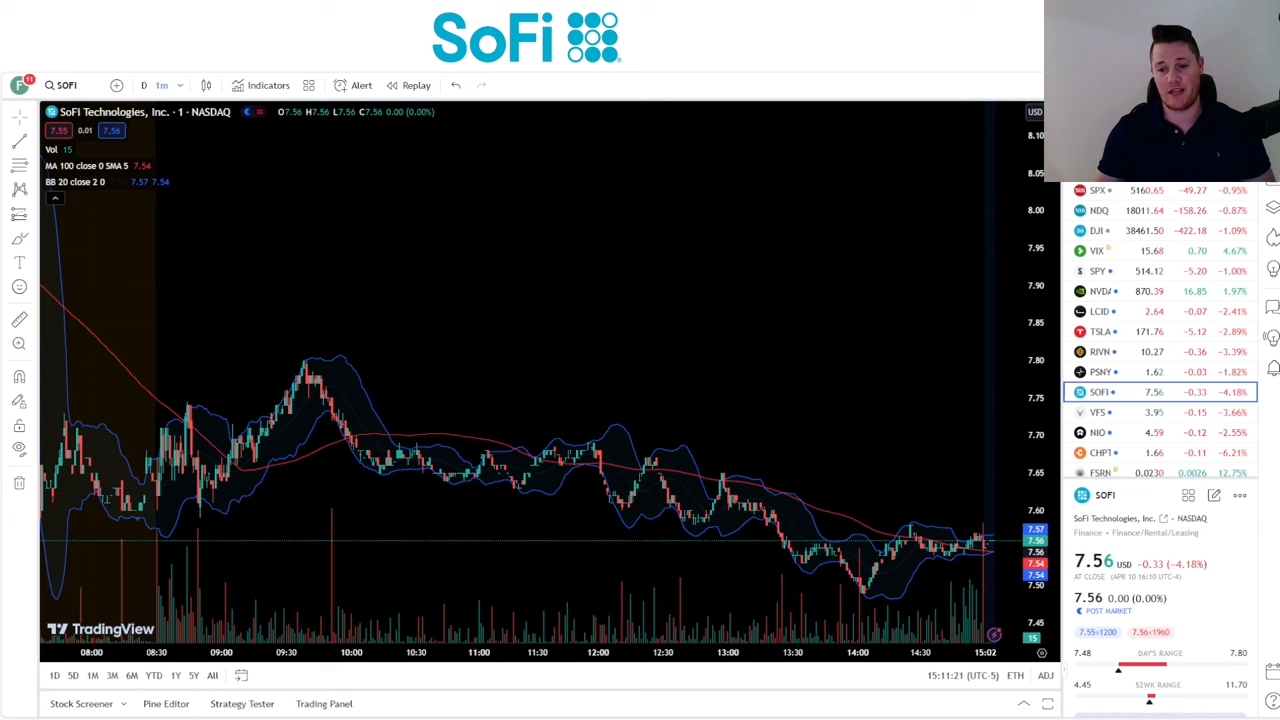 SoFi
11
SOFI
D 1m
Indicators
Alert
Replay
SoFi Technologies, Inc. · 1 · NASDAQ
O7.56 H7.56 L7.56 C7.56 0.00 (0.00%)
7.55 0.01 7.56
Vol 15
MA 100 close 0 SMA 5 7.54
BB 20 close 2 0 7.56 7.57 7.54
USD
8.10
8.05
8.00
7.95
7.90
7.85
7.80
7.75
7.70
7.65
7.60
7.57
7.56
7.56
7.54
7.54
7.50
7.45
15
TradingView
08:00 08:30 09:00 09:30 10:00 10:30 11:00 11:30 12:00 12:30 13:00 13:30 14:00 14:30 15:02
1D 5D 1M 3M 6M YTD 1Y 5Y All
15:11:21 (UTC-5) ETH ADJ
Stock Screener Pine Editor Strategy Tester Trading Panel
500 SPX 5160.65 −49.27 −0.95%
100 NDQ 18011.64 −158.26 −0.87%
30 DJI 38461.50 −422.18 −1.09%
VIX D 15.68 0.70 4.67%
S SPY 514.12 −5.20 −1.00%
NVDA 870.39 16.85 1.97%
LCID 2.64 −0.07 −2.41%
TSLA 171.76 −5.12 −2.89%
RIVN 10.27 −0.36 −3.39%
PSNY 1.62 −0.03 −1.82%
SOFI 7.56 −0.33 −4.18%
VFS 3.95 −0.15 −3.66%
NIO 4.59 −0.12 −2.55%
CHPT 1.66 −0.11 −6.21%
FSRN D 0.0230 0.0026 12.75%
SOFI
SoFi Technologies, Inc. · NASDAQ
Finance · Finance/Rental/Leasing
7.56 USD −0.33 (−4.18%)
AT CLOSE (APR 10 16:10 UTC-4)
7.56 0.00 (0.00%)
POST MARKET
7.55×1200 7.56×1960
7.48 DAY'S RANGE 7.80
4.45 52WK RANGE 11.70